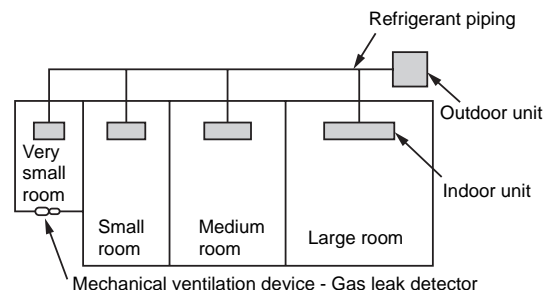 Refrigerant piping
Outdoor unit
Very
small
room
Indoor unit
Small
room
Medium
room
Large room
Mechanical ventilation device - Gas leak detector